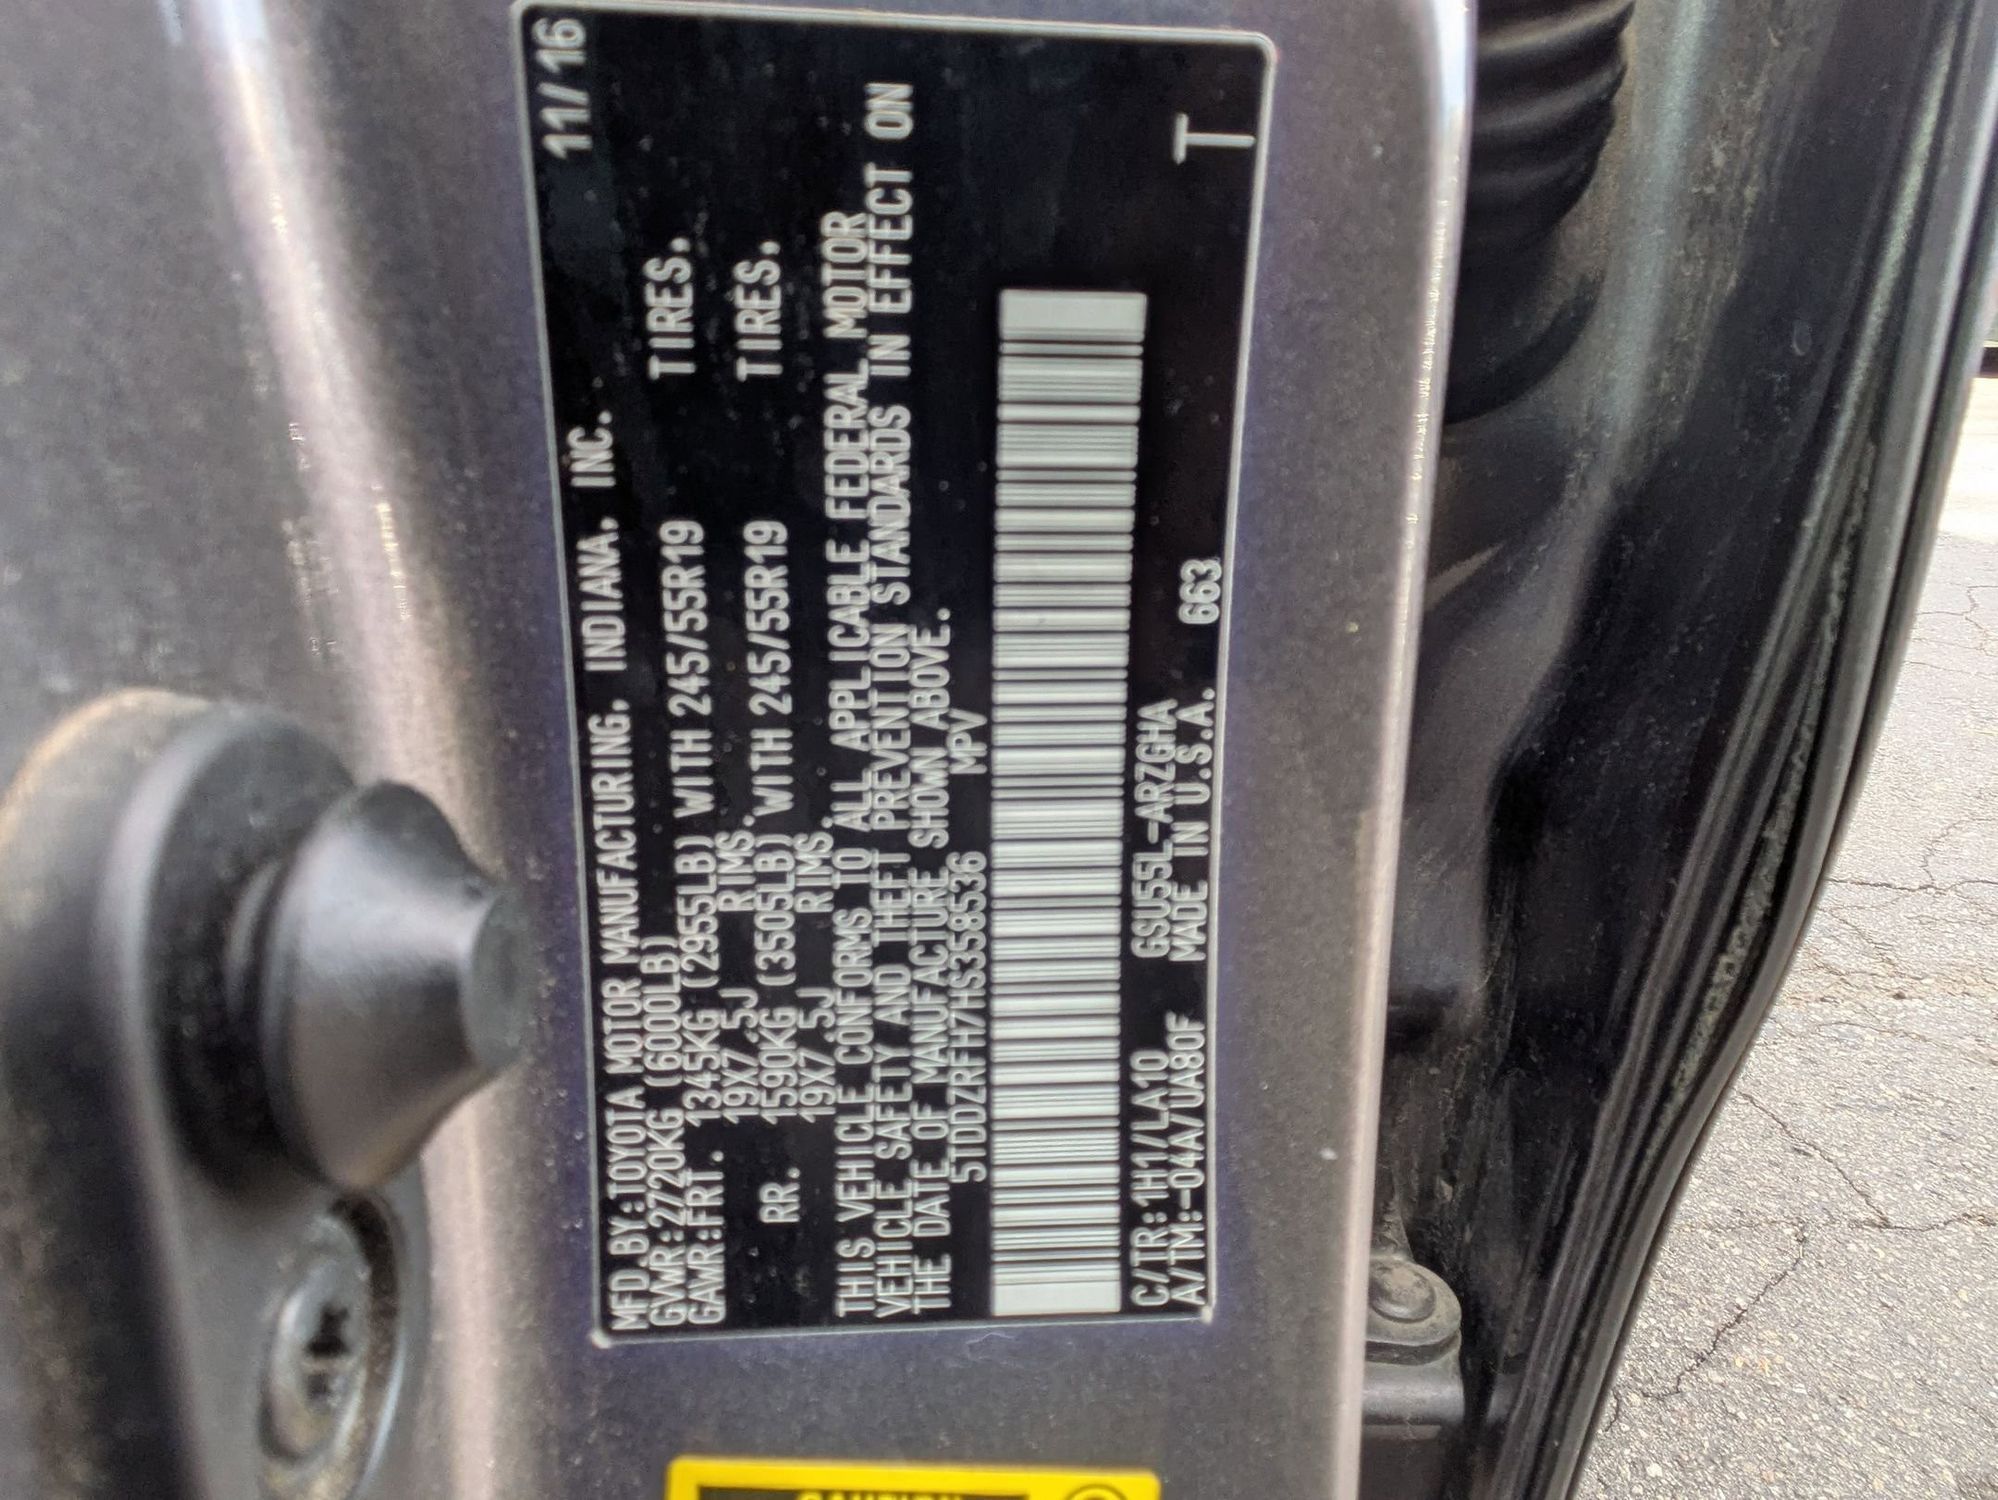 MFD.BY:TOYOTA MOTOR MANUFACTURING, INDIANA, INC. 11/16
GVWR:2720KG (6000LB)
GAWR:FRT. 1345KG (2955LB) WITH 245/55R19 TIRES,
19X7.5J RIMS,
RR. 1590KG (3505LB) WITH 245/55R19 TIRES,
19X7.5J RIMS.
THIS VEHICLE CONFORMS TO ALL APPLICABLE FEDERAL MOTOR
VEHICLE SAFETY AND THEFT PREVENTION STANDARDS IN EFFECT ON
THE DATE OF MANUFACTURE SHOWN ABOVE.
5TDDZRFH7HS358536 MPV
C/TR:1H1/LA10 GSU55L-ARZGHA
A/TM:-04A/UA80F MADE IN U.S.A. 663 T
CAUTION